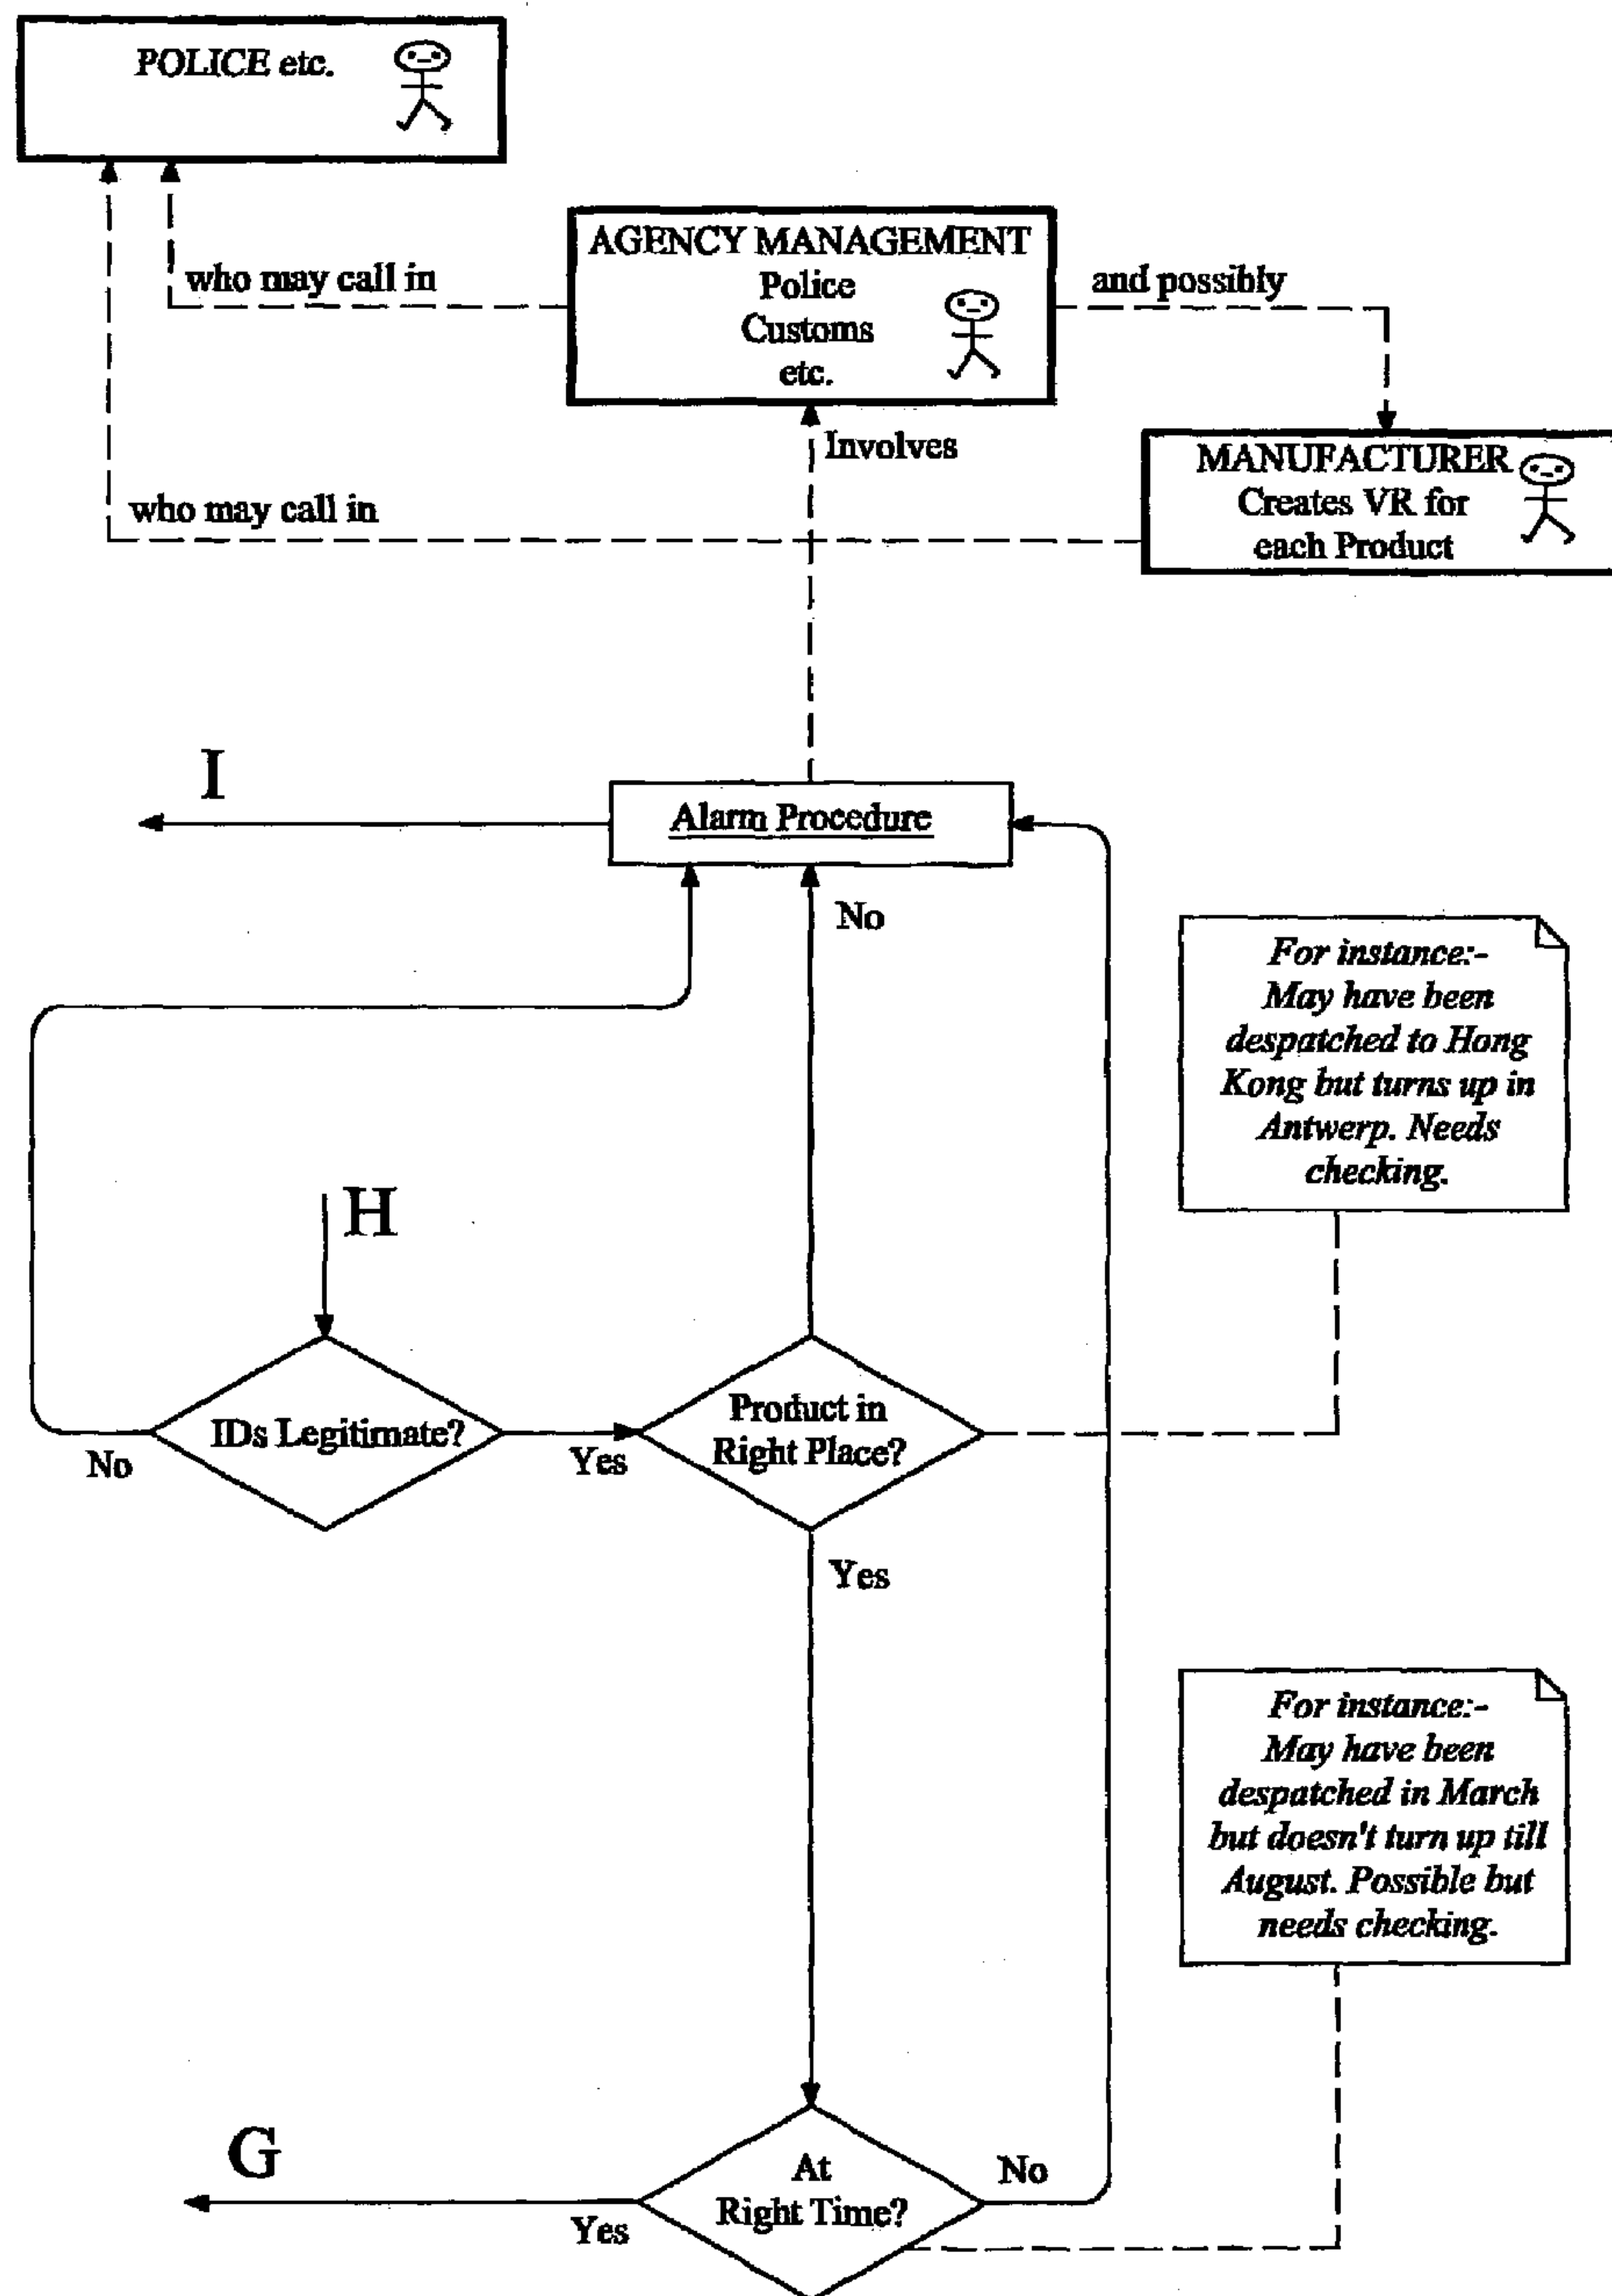 POLICE etc.
AGENCY MANAGEMENT
Police
Customs
etc.
who may call in
and possibly
Involves
MANUFACTURER
Creates VR for
each Product
who may call in
I
Alarm Procedure
No
For instance:-
May have been
despatched to Hong
Kong but turns up in
Antwerp. Needs
checking.
H
IDs Legitimate?
Product in
Right Place?
No
Yes
Yes
For instance:-
May have been
despatched in March
but doesn't turn up till
August. Possible but
needs checking.
G
At
Right Time?
No
Yes